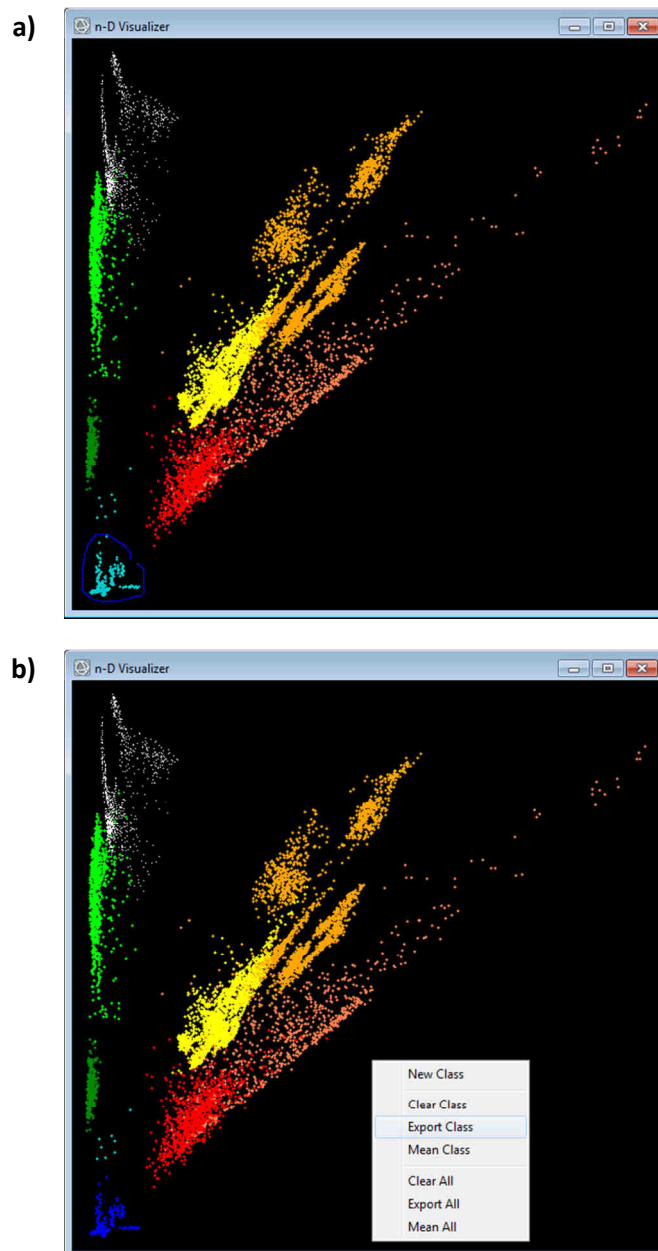 a)
n-D Visualizer
b)
n-D Visualizer
New Class
Clear Class
Export Class
Mean Class
Clear All
Export All
Mean All